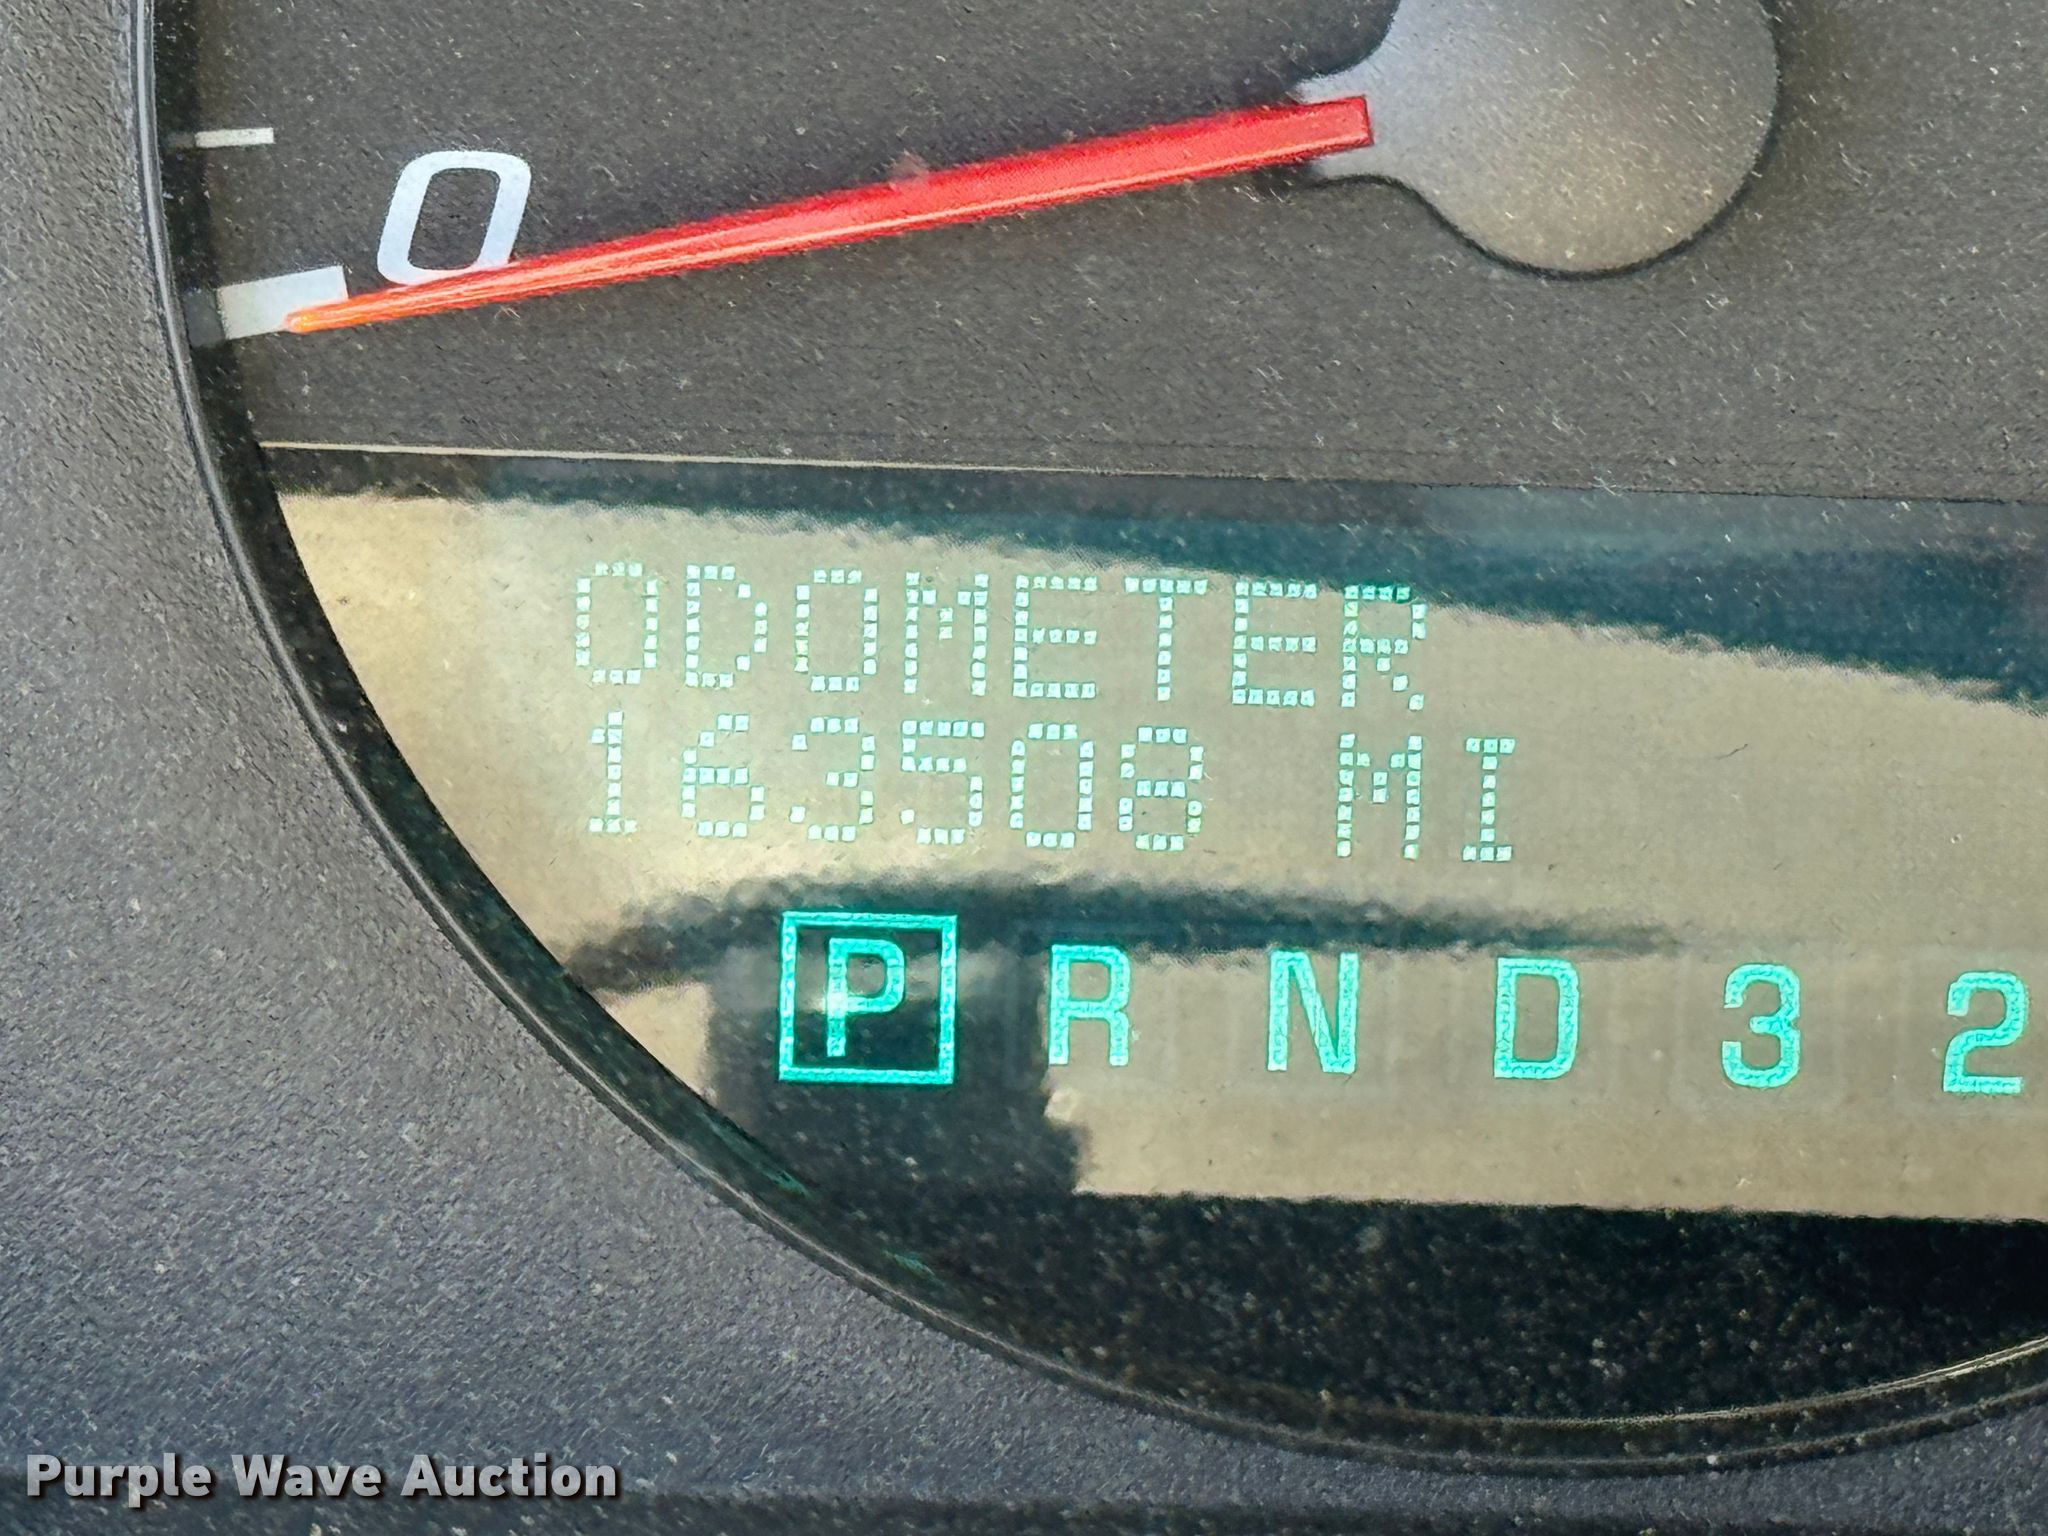 0
ODOMETER
163508 MI
P R N D 3 2
Purple Wave Auction